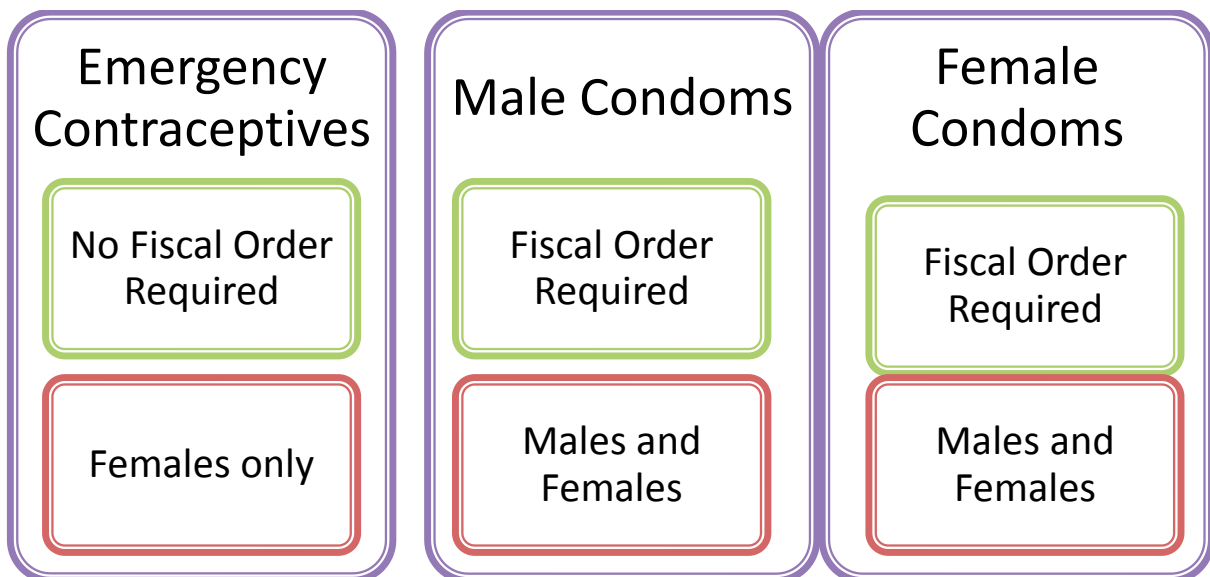 Emergency
Contraceptives
No Fiscal Order
Required
Females only
Male Condoms
Fiscal Order
Required
Males and
Females
Female
Condoms
Fiscal Order
Required
Males and
Females